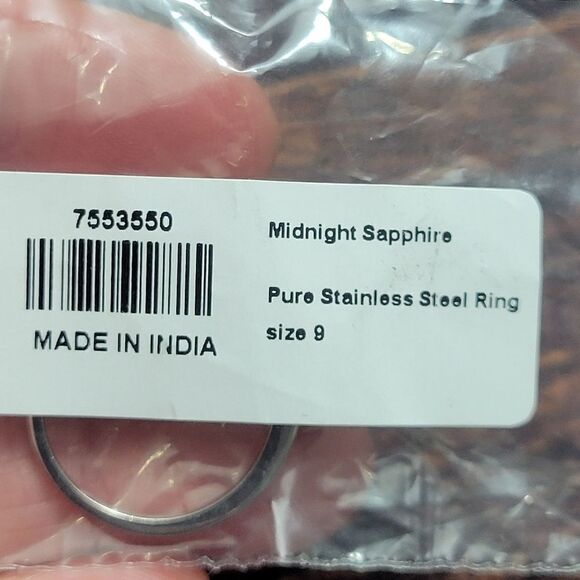 7553550
MADE IN INDIA
Midnight Sapphire
Pure Stainless Steel Ring
size 9